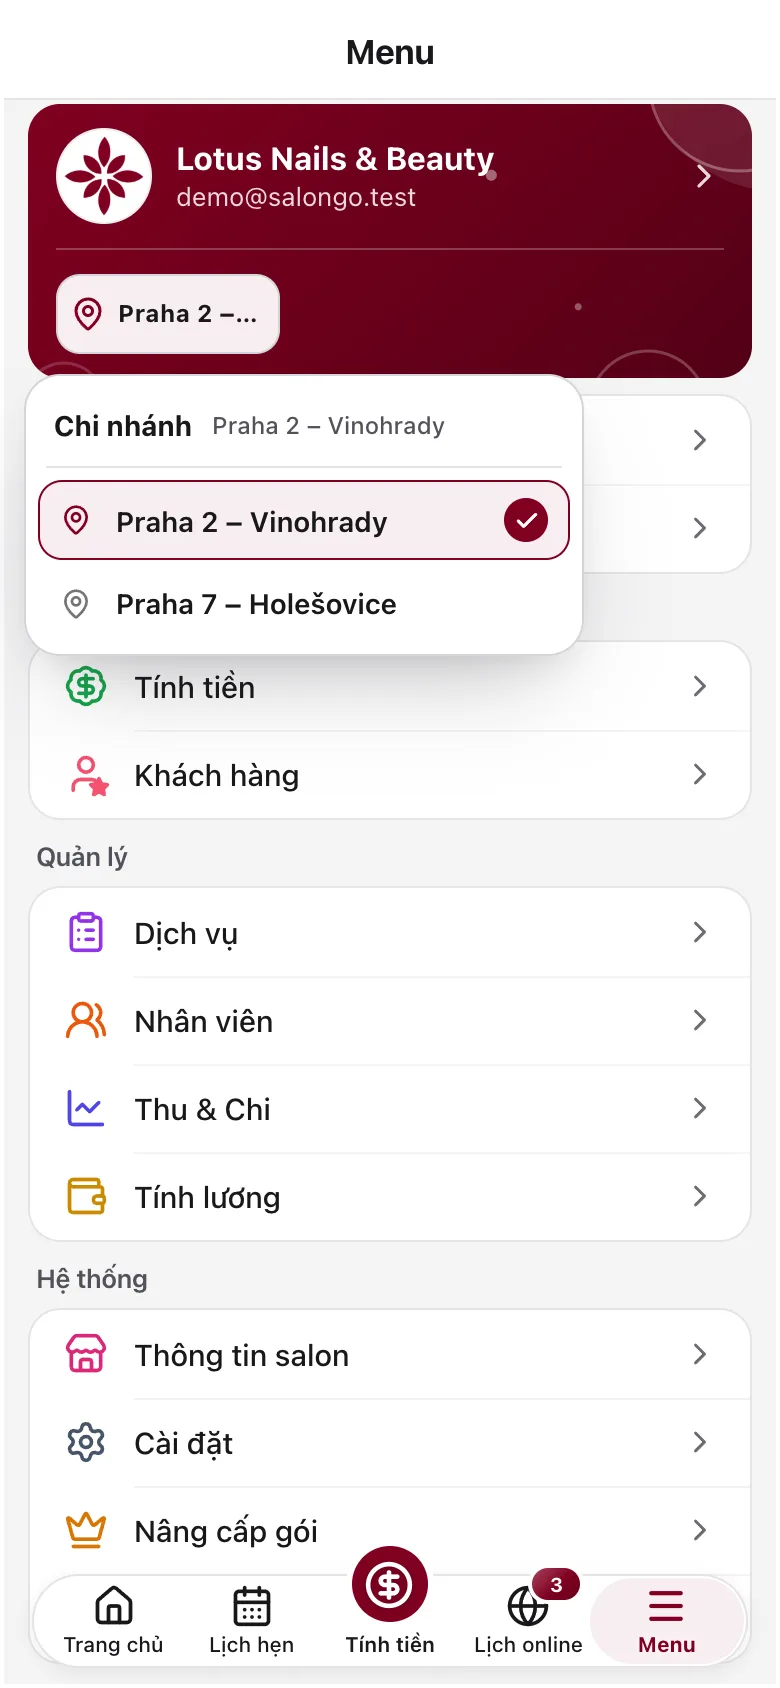 Menu
Lotus Nails & Beauty
demo@salongo.test
Praha 2 –...
Chi nhánh Praha 2 – Vinohrady
Praha 2 – Vinohrady
Praha 7 – Holešovice
Tính tiền
Khách hàng
Quản lý
Dịch vụ
Nhân viên
Thu & Chi
Tính lương
Hệ thống
Thông tin salon
Cài đặt
Nâng cấp gói
3
Trang chủ Lịch hẹn Tính tiền Lịch online Menu